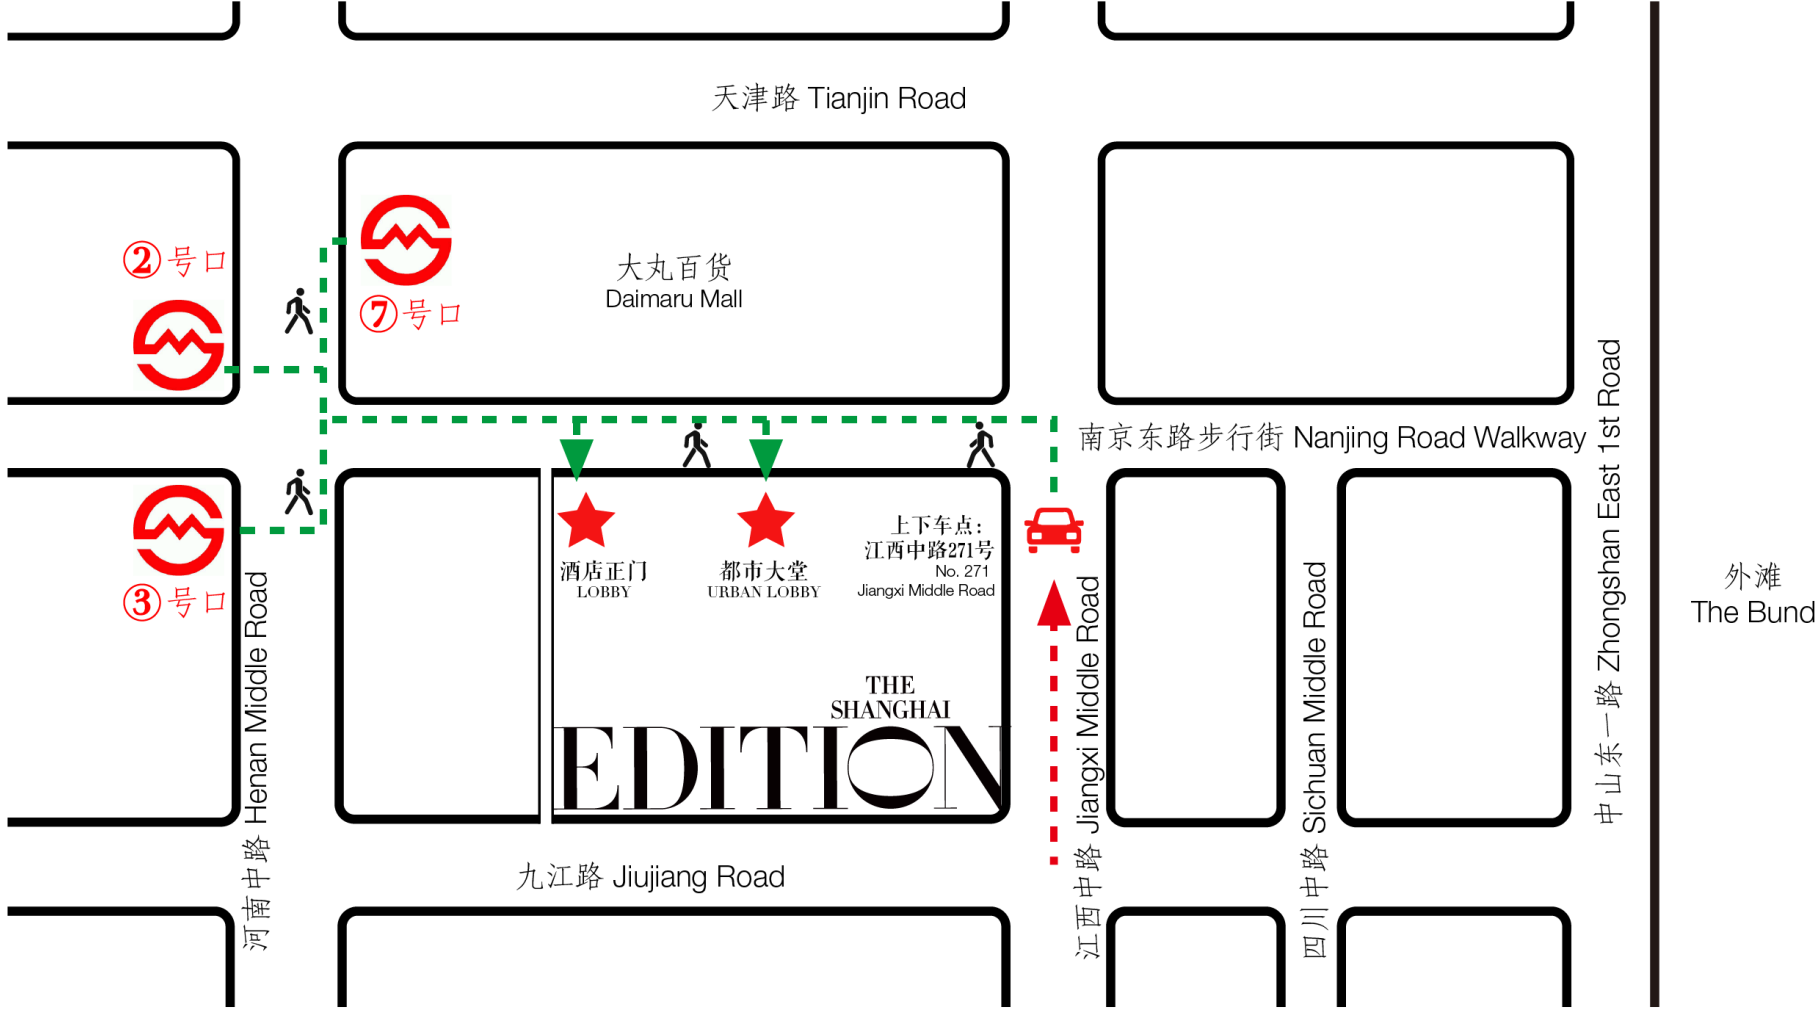 天津路 Tianjin Road
②号口
⑦号口
大丸百货
Daimaru Mall
南京东路步行街 Nanjing Road Walkway
中山东一路 Zhongshan East 1st Road
外滩
The Bund
③号口
酒店正门
LOBBY
都市大堂
URBAN LOBBY
上下车点：
江西中路271号
No. 271
Jiangxi Middle Road
THE
SHANGHAI
EDITION
河南中路 Henan Middle Road
江西中路 Jiangxi Middle Road
四川中路 Sichuan Middle Road
九江路 Jiujiang Road